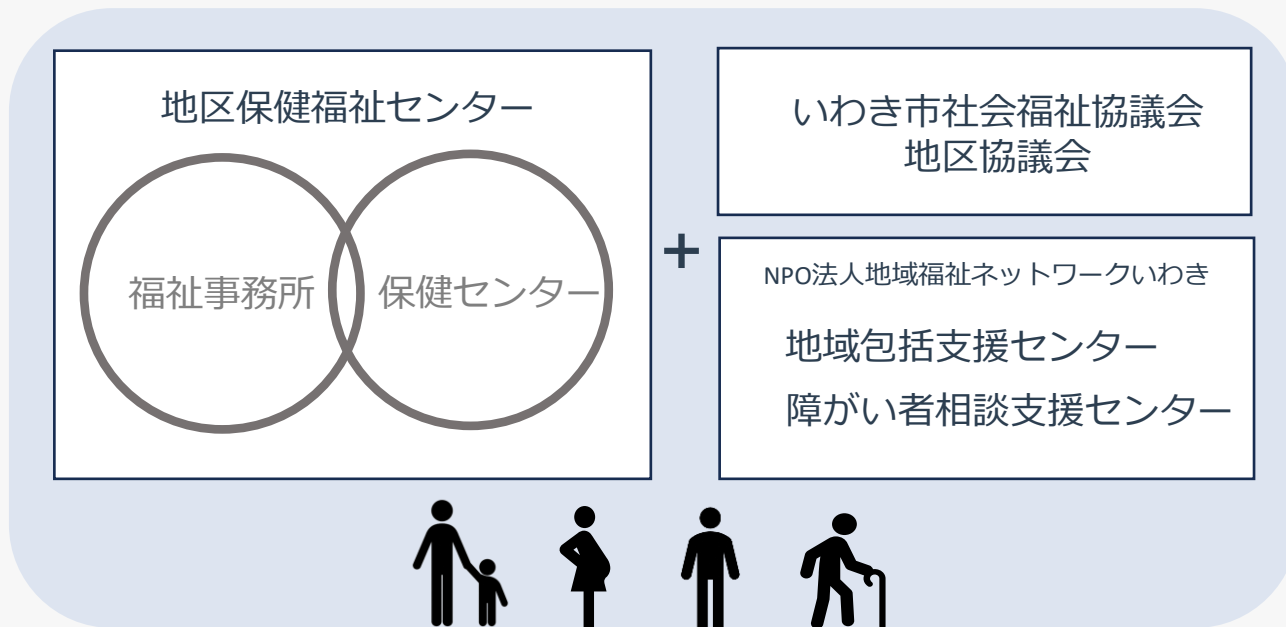 地区保健福祉センター
福祉事務所
保健センター
+
いわき市社会福祉協議会
地区協議会
NPO法人地域福祉ネットワークいわき
地域包括支援センター
障がい者相談支援センター